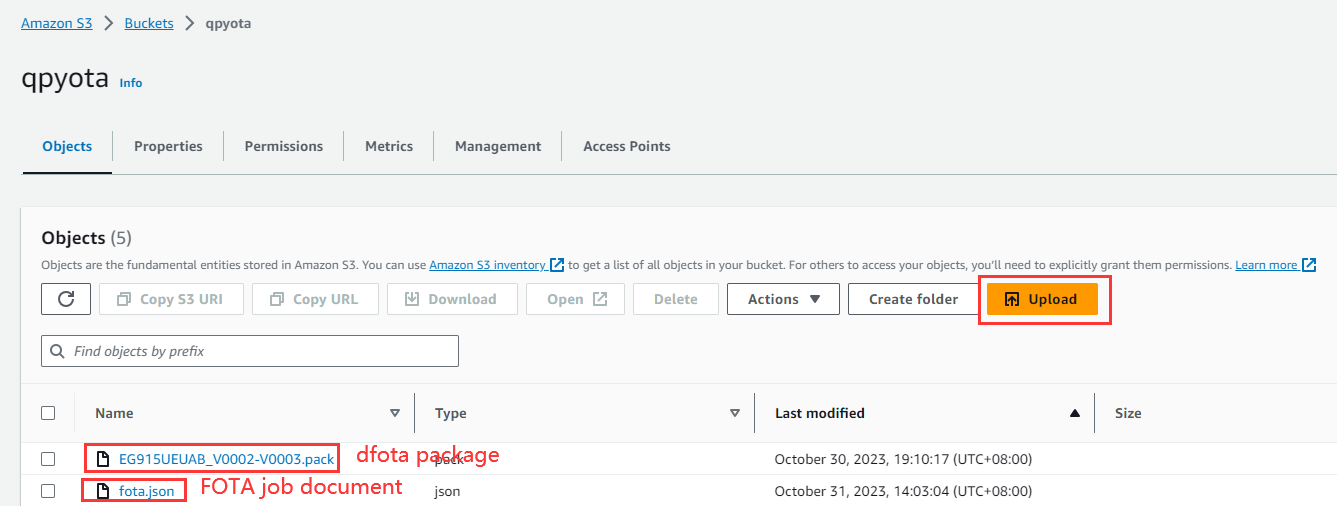 Amazon S3 > Buckets > qpyota
qpyota Info
Objects Properties Permissions Metrics Management Access Points
Objects (5)
Objects are the fundamental entities stored in Amazon S3. You can use Amazon S3 inventory to get a list of all objects in your bucket. For others to access your objects, you'll need to explicitly grant them permissions. Learn more
Copy S3 URI Copy URL Download Open Delete Actions Create folder Upload
Find objects by prefix
Name Type Last modified Size
EG915UEUAB_V0002-V0003.pack dfota package pack October 30, 2023, 19:10:17 (UTC+08:00)
fota.json FOTA job document json October 31, 2023, 14:03:04 (UTC+08:00)